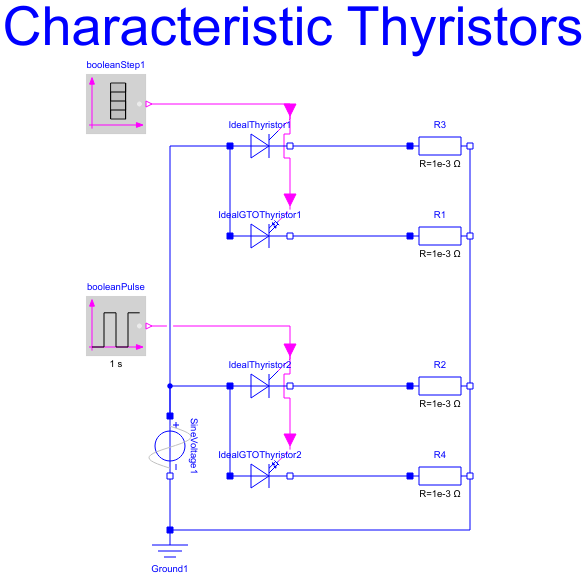 Characteristic Thyristors
booleanStep1
IdealThyristor1
R3
R=1e-3 Ω
IdealGTOThyristor1
R1
R=1e-3 Ω
booleanPulse
1 s
IdealThyristor2
R2
R=1e-3 Ω
+
SineVoltage1
IdealGTOThyristor2
R4
R=1e-3 Ω
Ground1